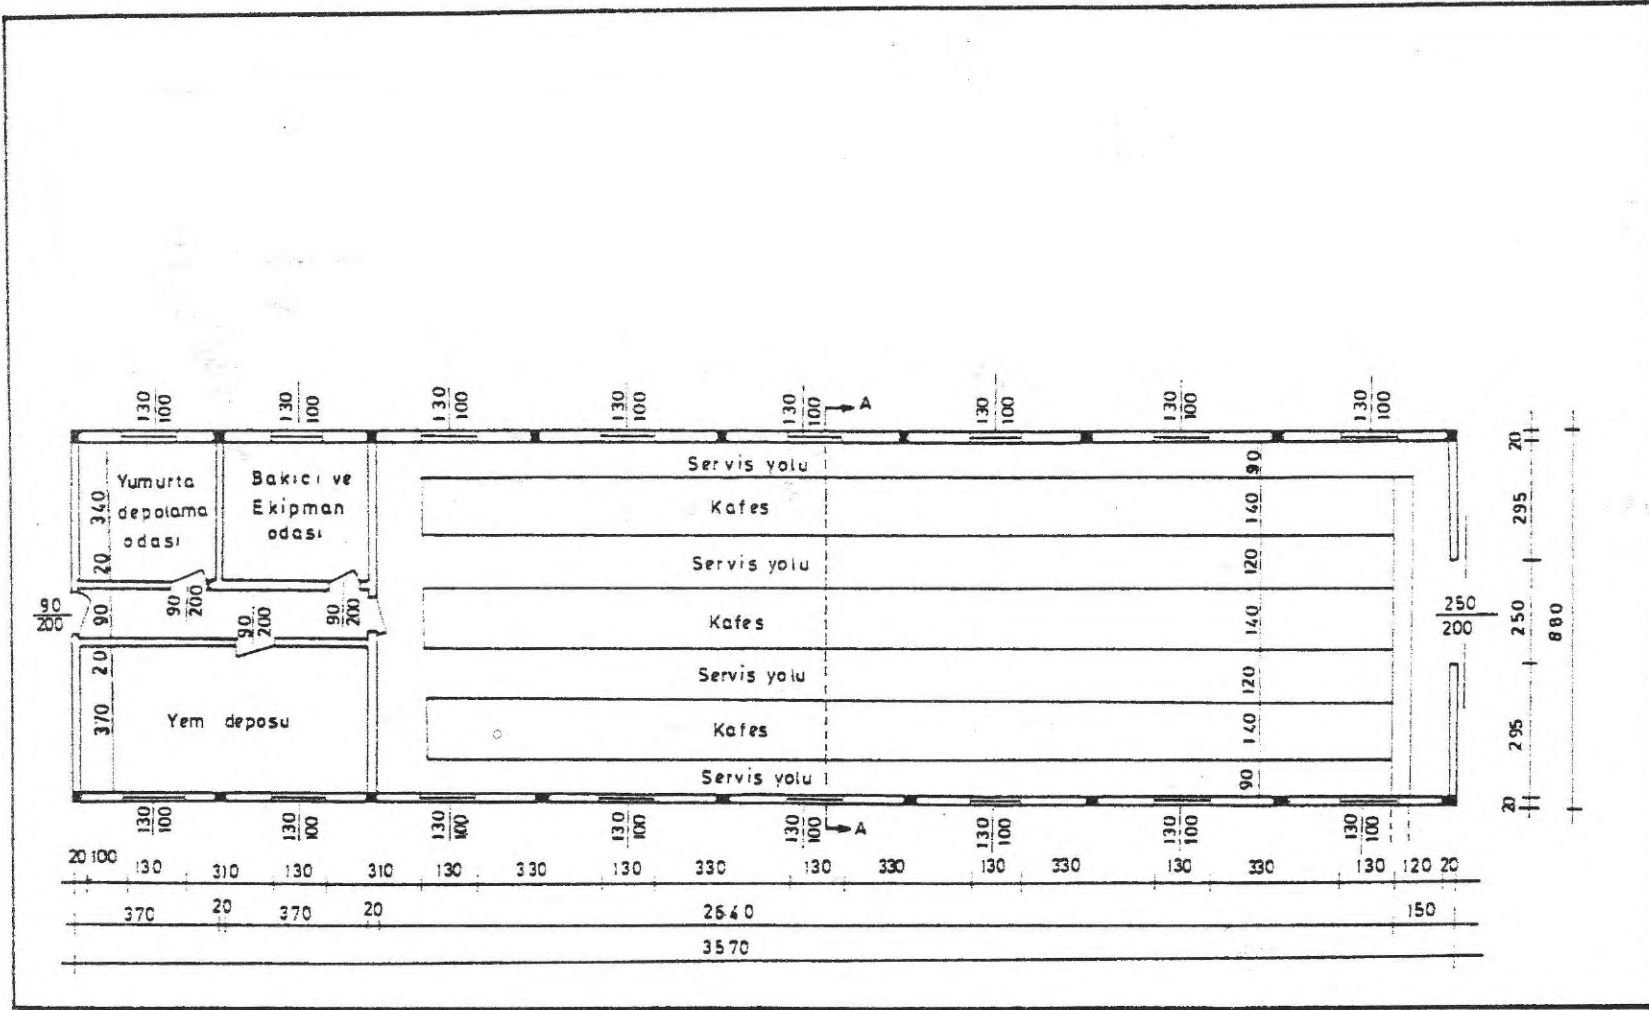 130/100 130/100 130/100 130/100 130/100 A 130/100 130/100 130/100
Yumurta
depolama
odası
Bakıcı ve
Ekipman
odası
Servis yolu
Kafes
Servis yolu
Kafes
Servis yolu
Kafes
Servis yolu
Yem deposu
340
20
90
20
370
90/200
90/200
90/200
90/200
90
140
120
140
120
140
90
250/200
20
295
250
295
20
880
130/100 130/100 130/100 130/100 130/100 A 130/100 130/100 130/100
20 100 130 310 130 310 130 330 130 330 130 330 130 330 130 330 130 120 20
370 20 370 20 2640 150
3570